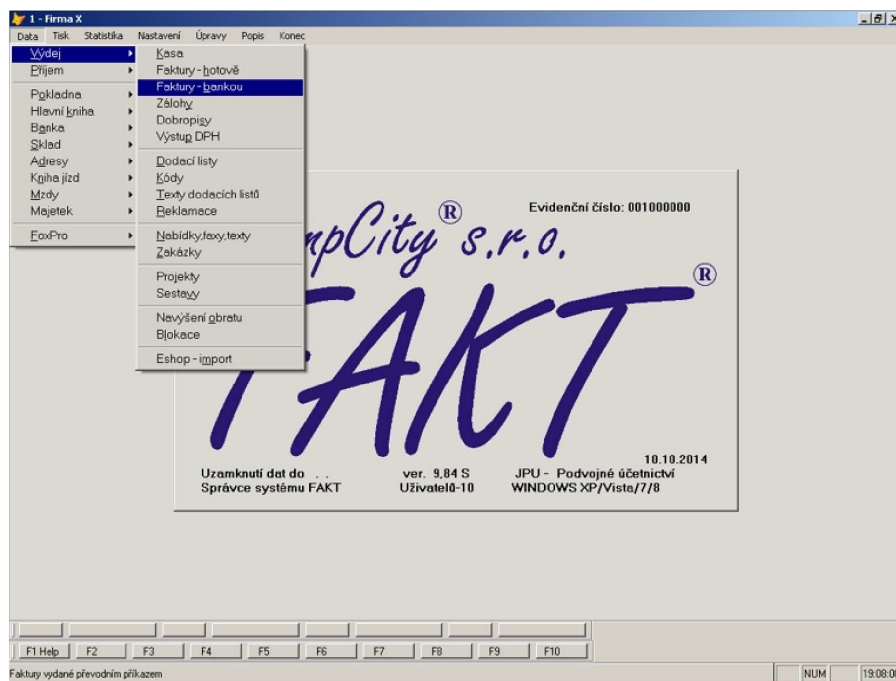 1 - Firma X
Data Tisk Statistika Nastavení Úpravy Popis Konec
Výdej
Příjem
Pokladna
Hlavní kniha
Banka
Sklad
Adresy
Kniha jízd
Mzdy
Majetek
FoxPro
Kasa
Faktury - hotově
Faktury - bankou
Zálohy
Dobropisy
Výstup DPH
Dodací listy
Kódy
Texty dodacích listů
Reklamace
Nabídky,faxy,texty
Zakázky
Projekty
Sestavy
Navýšení obratu
Blokace
Eshop - import
Evidenční číslo: 001000000
mpCity® s.r.o.
FAKT®
10.10.2014
Uzamknutí dat do . . ver. 9,84 S JPU - Podvojné účetnictví
Správce systému FAKT Uživatelů-10 WINDOWS XP/Vista/7/8
F1 Help F2 F3 F4 F5 F6 F7 F8 F9 F10
Faktury vydané převodním příkazem NUM